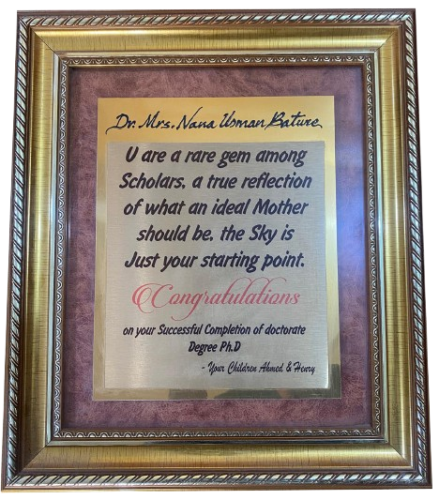 Dr. Mrs. Nana Usman Bature
U are a rare gem among
Scholars. a true reflection
of what an ideal Mother
should be. the Sky is
Just your starting point.
Congratulations
on your Successful Completion of doctorate
Degree Ph.D
- Your Children Ahmed & Henry